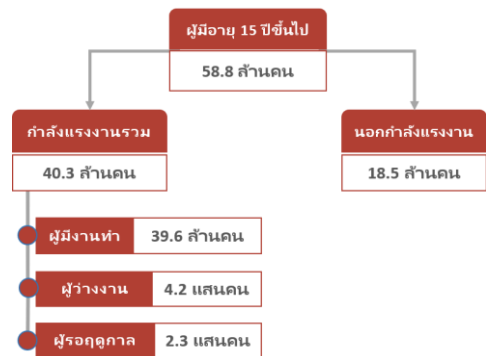 ผู้มีอายุ 15 ปีขึ้นไป
58.8 ล้านคน
กำลังแรงงานรวม
40.3 ล้านคน
นอกกำลังแรงงาน
18.5 ล้านคน
ผู้มีงานทำ 39.6 ล้านคน
ผู้ว่างงาน 4.2 แสนคน
ผู้รอฤดูกาล 2.3 แสนคน